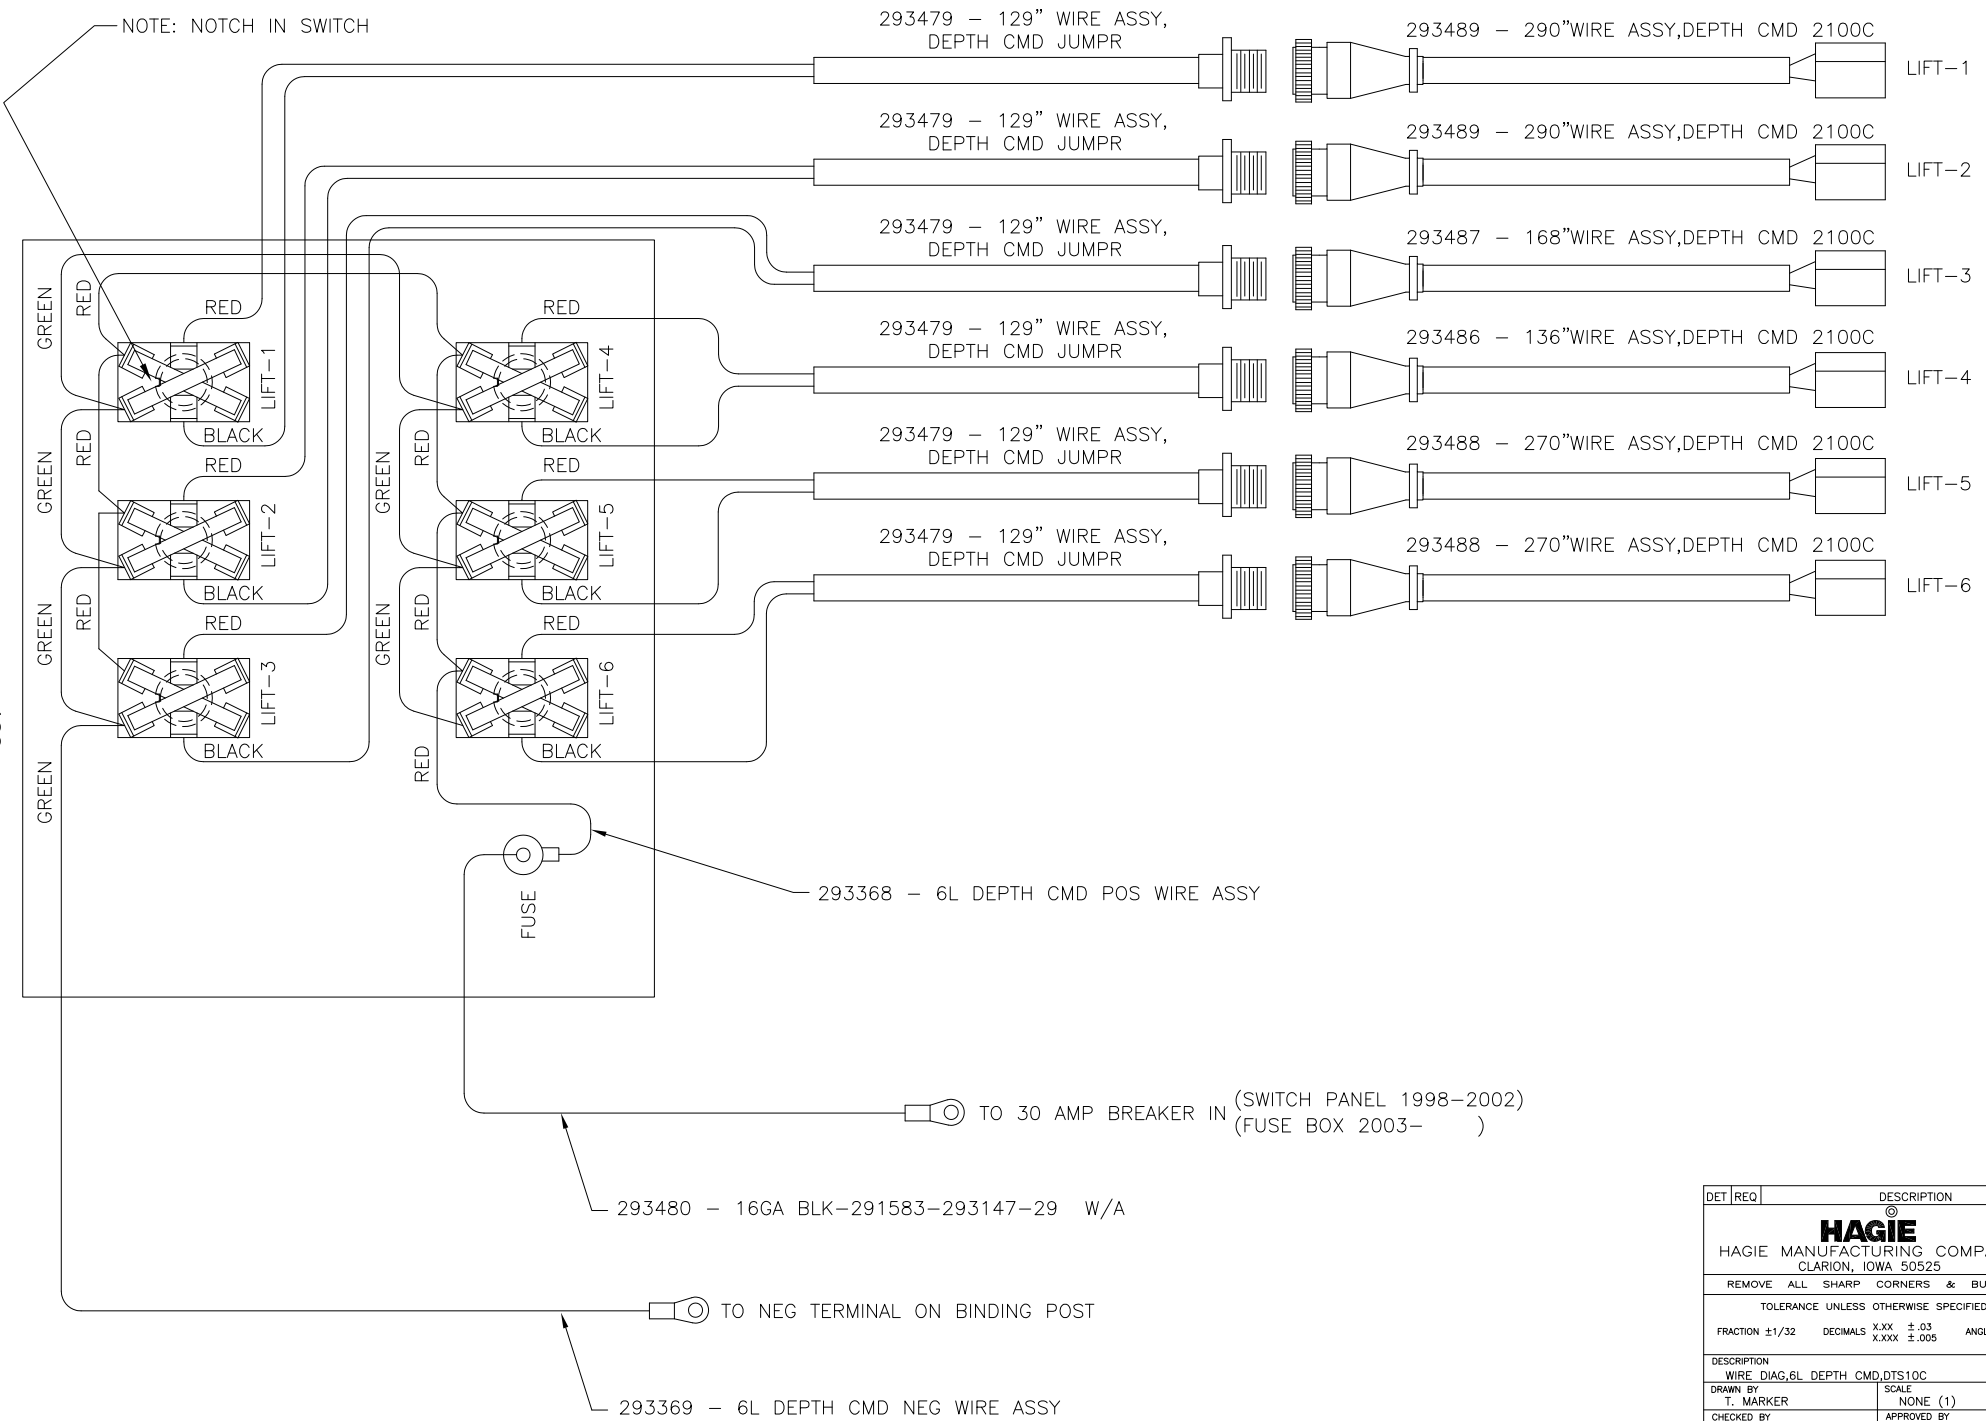 NOTE: NOTCH IN SWITCH
293479 – 129" WIRE ASSY,
DEPTH CMD JUMPR
293489 – 290"WIRE ASSY,DEPTH CMD 2100C
LIFT–1
293479 – 129" WIRE ASSY,
DEPTH CMD JUMPR
293489 – 290"WIRE ASSY,DEPTH CMD 2100C
LIFT–2
293479 – 129" WIRE ASSY,
DEPTH CMD JUMPR
293487 – 168"WIRE ASSY,DEPTH CMD 2100C
LIFT–3
293479 – 129" WIRE ASSY,
DEPTH CMD JUMPR
293486 – 136"WIRE ASSY,DEPTH CMD 2100C
LIFT–4
293479 – 129" WIRE ASSY,
DEPTH CMD JUMPR
293488 – 270"WIRE ASSY,DEPTH CMD 2100C
LIFT–5
293479 – 129" WIRE ASSY,
DEPTH CMD JUMPR
293488 – 270"WIRE ASSY,DEPTH CMD 2100C
LIFT–6
GREEN
RED
RED
LIFT–1
BLACK
RED
LIFT–4
BLACK
GREEN
RED
RED
LIFT–2
BLACK
GREEN
RED
RED
LIFT–5
BLACK
GREEN
RED
RED
LIFT–3
BLACK
GREEN
RED
RED
LIFT–6
BLACK
GREEN
RED
FUSE
293368 – 6L DEPTH CMD POS WIRE ASSY
TO 30 AMP BREAKER IN
(SWITCH PANEL 1998–2002)
(FUSE BOX 2003– )
293480 – 16GA BLK–291583–293147–29 W/A
TO NEG TERMINAL ON BINDING POST
293369 – 6L DEPTH CMD NEG WIRE ASSY
DET REQ DESCRIPTION
HAGIE
HAGIE MANUFACTURING
CLARION, IOWA 50525
REMOVE ALL SHARP CORNERS &
TOLERANCE UNLESS OTHERWISE SPECIFIED
FRACTION ±1/32 DECIMALS X.XX ±.03
X.XXX ±.005
DESCRIPTION
WIRE DIAG,6L DEPTH CMD,DTS10C
DRAWN BY
T. MARKER
SCALE
NONE (1)
CHECKED BY
APPROVED BY